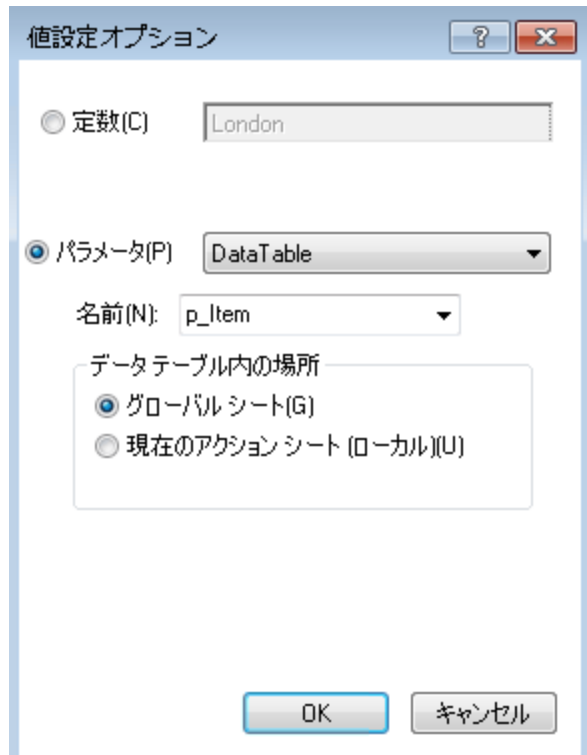 値設定オプション
定数(C) London
パラメータ(P) DataTable
名前(N): p_Item
データ テーブル内の場所
グローバル シート(G)
現在のアクション シート (ローカル)(U)
OK キャンセル